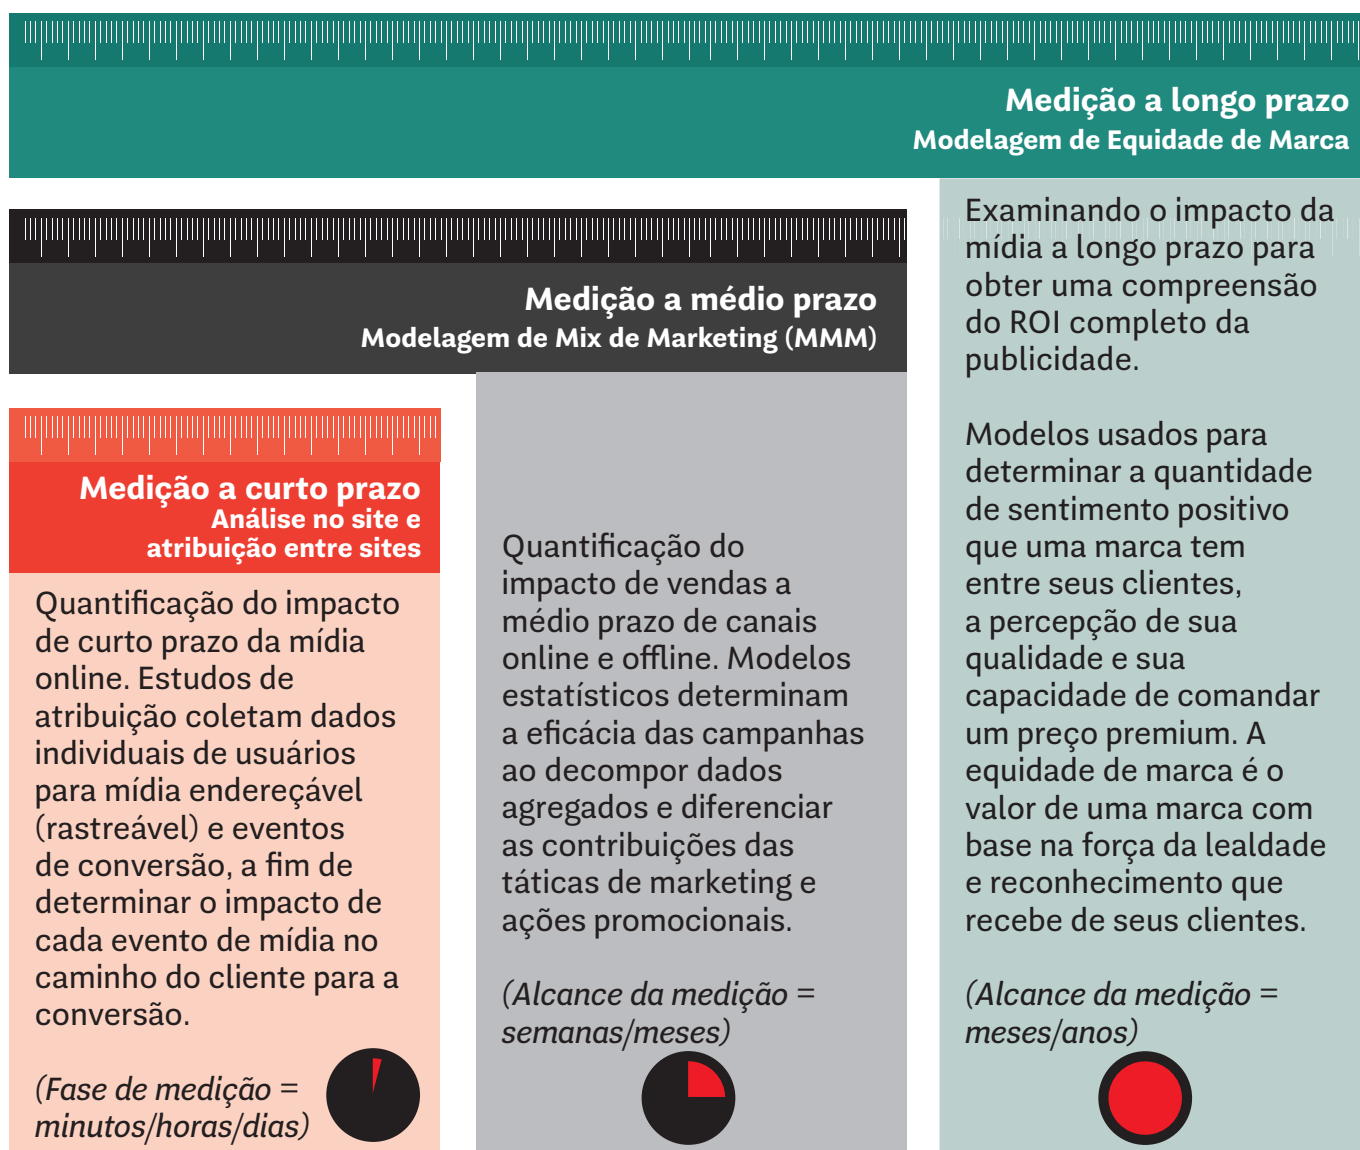 Medição a longo prazo
Modelagem de Equidade de Marca
Examinando o impacto da
mídia a longo prazo para
obter uma compreensão
do ROI completo da
publicidade.
Modelos usados para
determinar a quantidade
de sentimento positivo
que uma marca tem
entre seus clientes,
a percepção de sua
qualidade e sua
capacidade de comandar
um preço premium. A
equidade de marca é o
valor de uma marca com
base na força da lealdade
e reconhecimento que
recebe de seus clientes.
(Alcance da medição =
meses/anos)
Medição a médio prazo
Modelagem de Mix de Marketing (MMM)
Quantificação do
impacto de vendas a
médio prazo de canais
online e offline. Modelos
estatísticos determinam
a eficácia das campanhas
ao decompor dados
agregados e diferenciar
as contribuições das
táticas de marketing e
ações promocionais.
(Alcance da medição =
semanas/meses)
Medição a curto prazo
Análise no site e
atribuição entre sites
Quantificação do impacto
de curto prazo da mídia
online. Estudos de
atribuição coletam dados
individuais de usuários
para mídia endereçável
(rastreável) e eventos
de conversão, a fim de
determinar o impacto de
cada evento de mídia no
caminho do cliente para a
conversão.
(Fase de medição =
minutos/horas/dias)